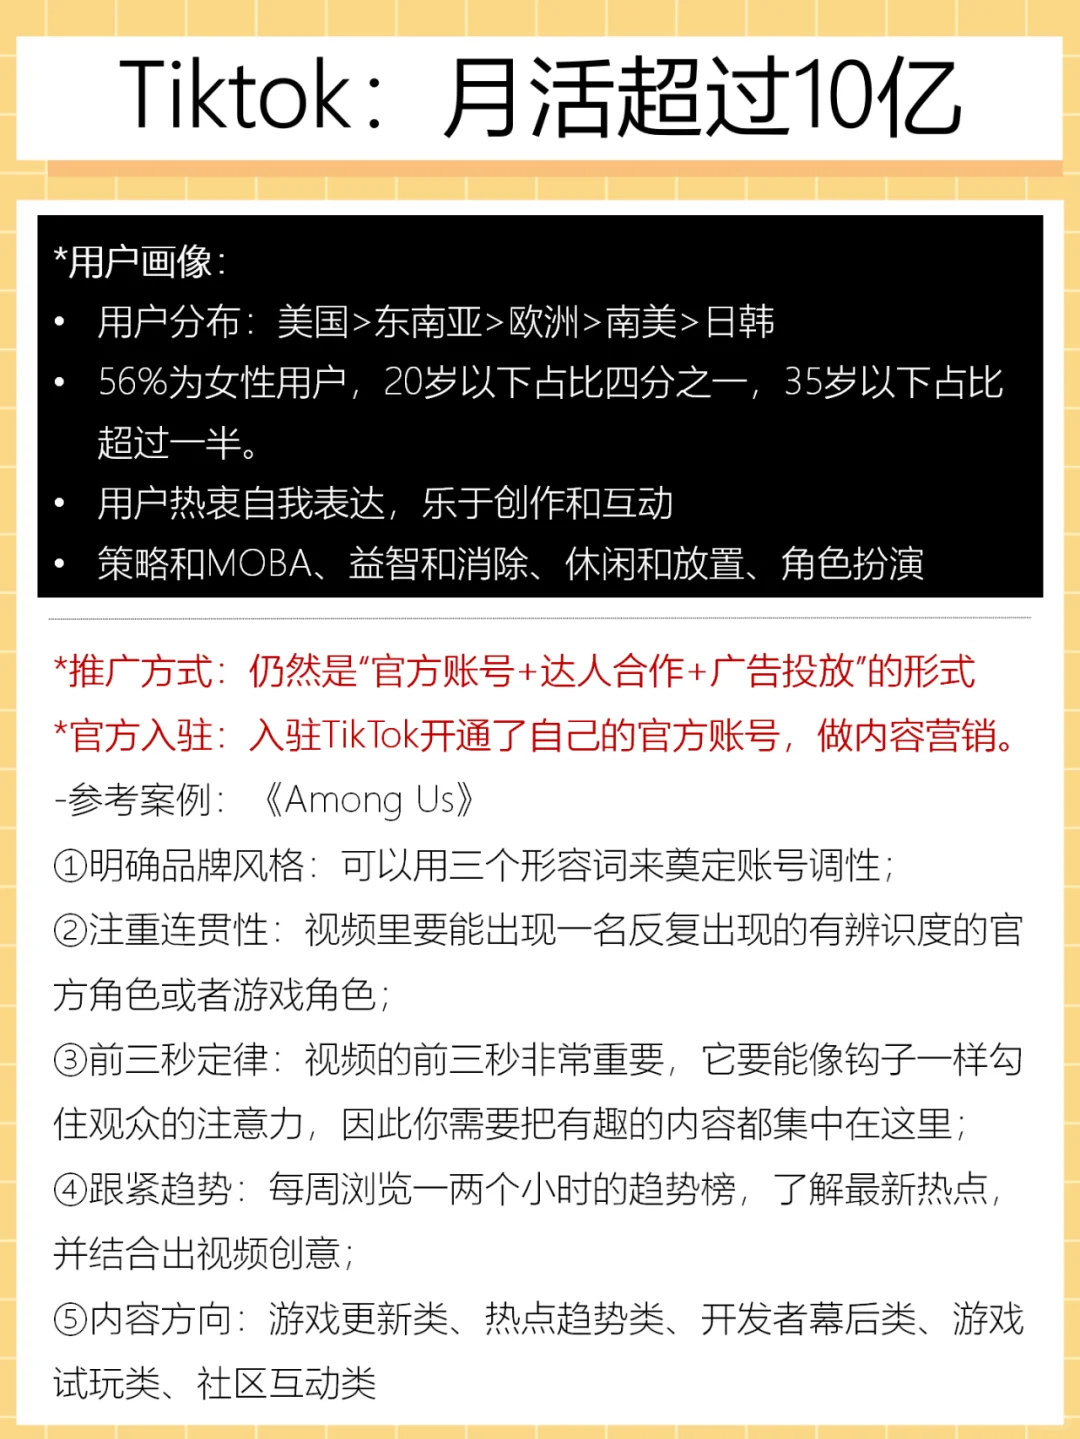 Tiktok：月活超过10亿
*用户画像：
• 用户分布：美国>东南亚>欧洲>南美>日韩
• 56%为女性用户，20岁以下占比四分之一，35岁以下占比
超过一半。
• 用户热衷自我表达，乐于创作和互动
• 策略和MOBA、益智和消除、休闲和放置、角色扮演
*推广方式：仍然是“官方账号+达人合作+广告投放”的形式
*官方入驻：入驻TikTok开通了自己的官方账号，做内容营销。
-参考案例：《Among Us》
①明确品牌风格：可以用三个形容词来奠定账号调性；
②注重连贯性：视频里要能出现一名反复出现的有辨识度的官
方角色或者游戏角色；
③前三秒定律：视频的前三秒非常重要，它要能像钩子一样勾
住观众的注意力，因此你需要把有趣的内容都集中在这里；
④跟紧趋势：每周浏览一两个小时的趋势榜，了解最新热点，
并结合出视频创意；
⑤内容方向：游戏更新类、热点趋势类、开发者幕后类、游戏
试玩类、社区互动类